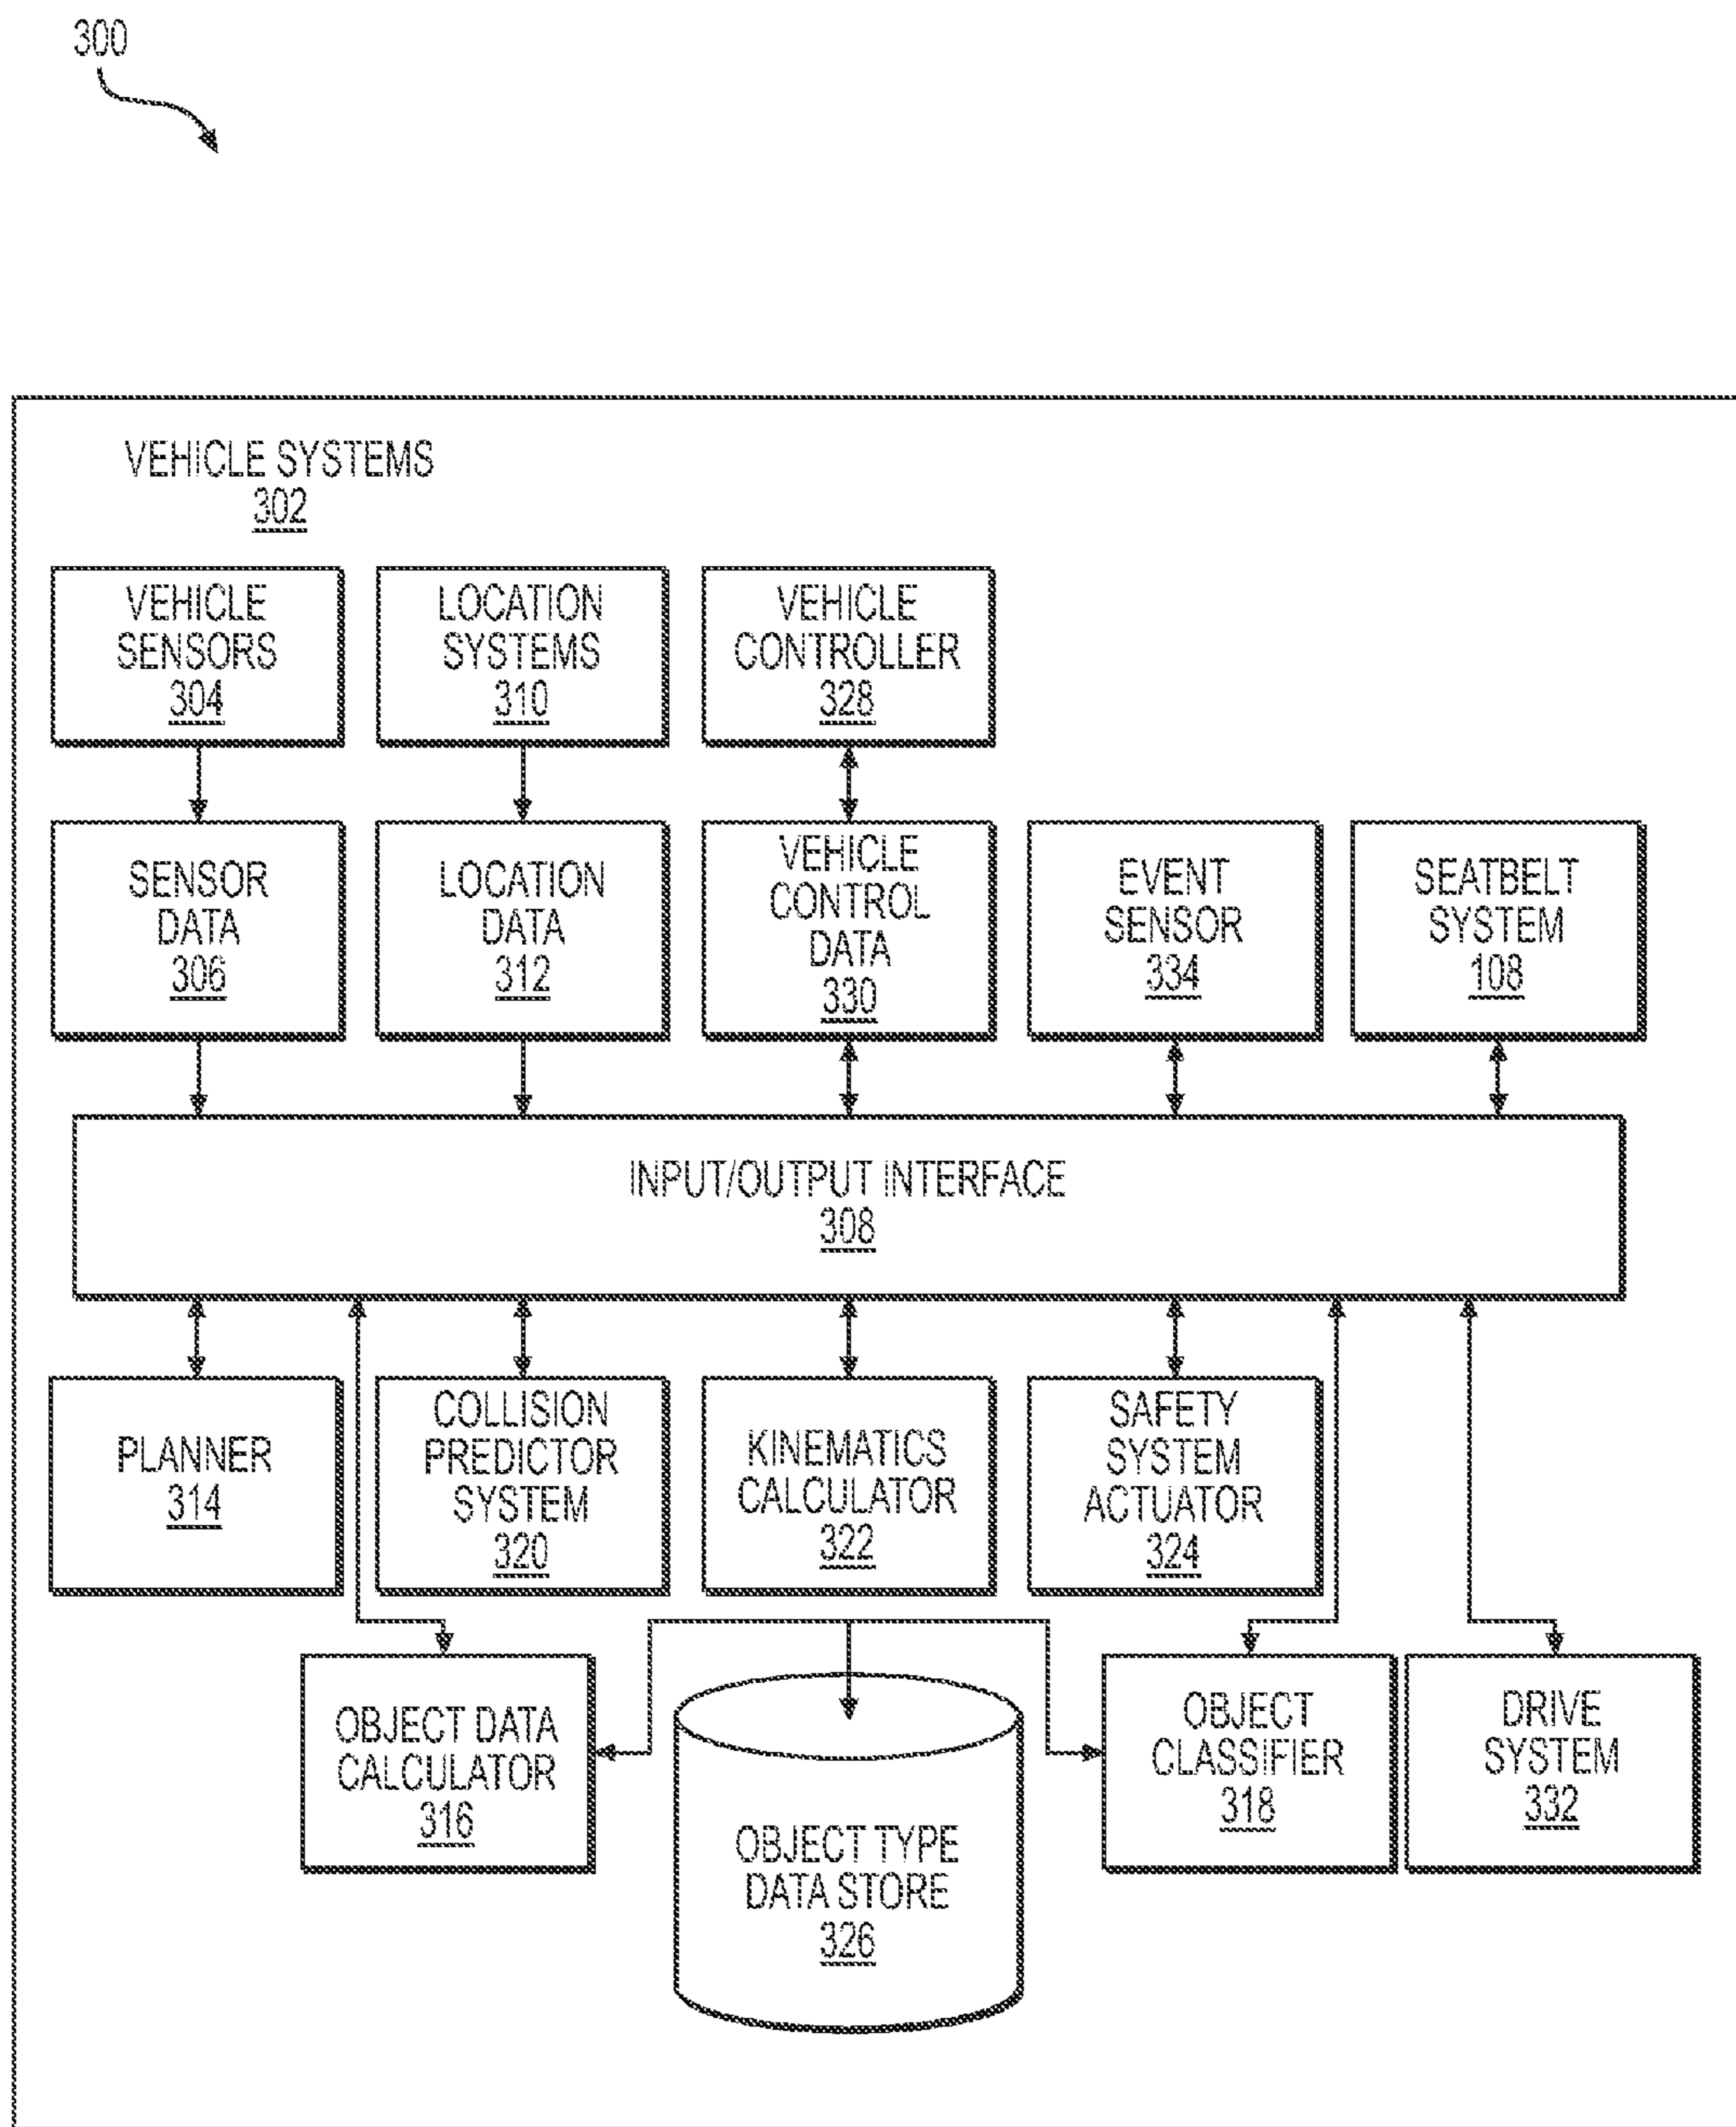 300
VEHICLE SYSTEMS
302
VEHICLE
SENSORS
304
LOCATION
SYSTEMS
310
VEHICLE
CONTROLLER
328
SENSOR
DATA
306
LOCATION
DATA
312
VEHICLE
CONTROL
DATA
330
EVENT
SENSOR
334
SEATBELT
SYSTEM
108
INPUT/OUTPUT INTERFACE
308
PLANNER
314
COLLISION
PREDICTOR
SYSTEM
320
KINEMATICS
CALCULATOR
322
SAFETY
SYSTEM
ACTUATOR
324
OBJECT DATA
CALCULATOR
316
OBJECT TYPE
DATA STORE
326
OBJECT
CLASSIFIER
318
DRIVE
SYSTEM
332